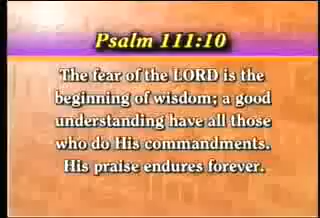 Psalm 111:10
The fear of the LORD is the
beginning of wisdom; a good
understanding have all those
who do His commandments.
His praise endures forever.